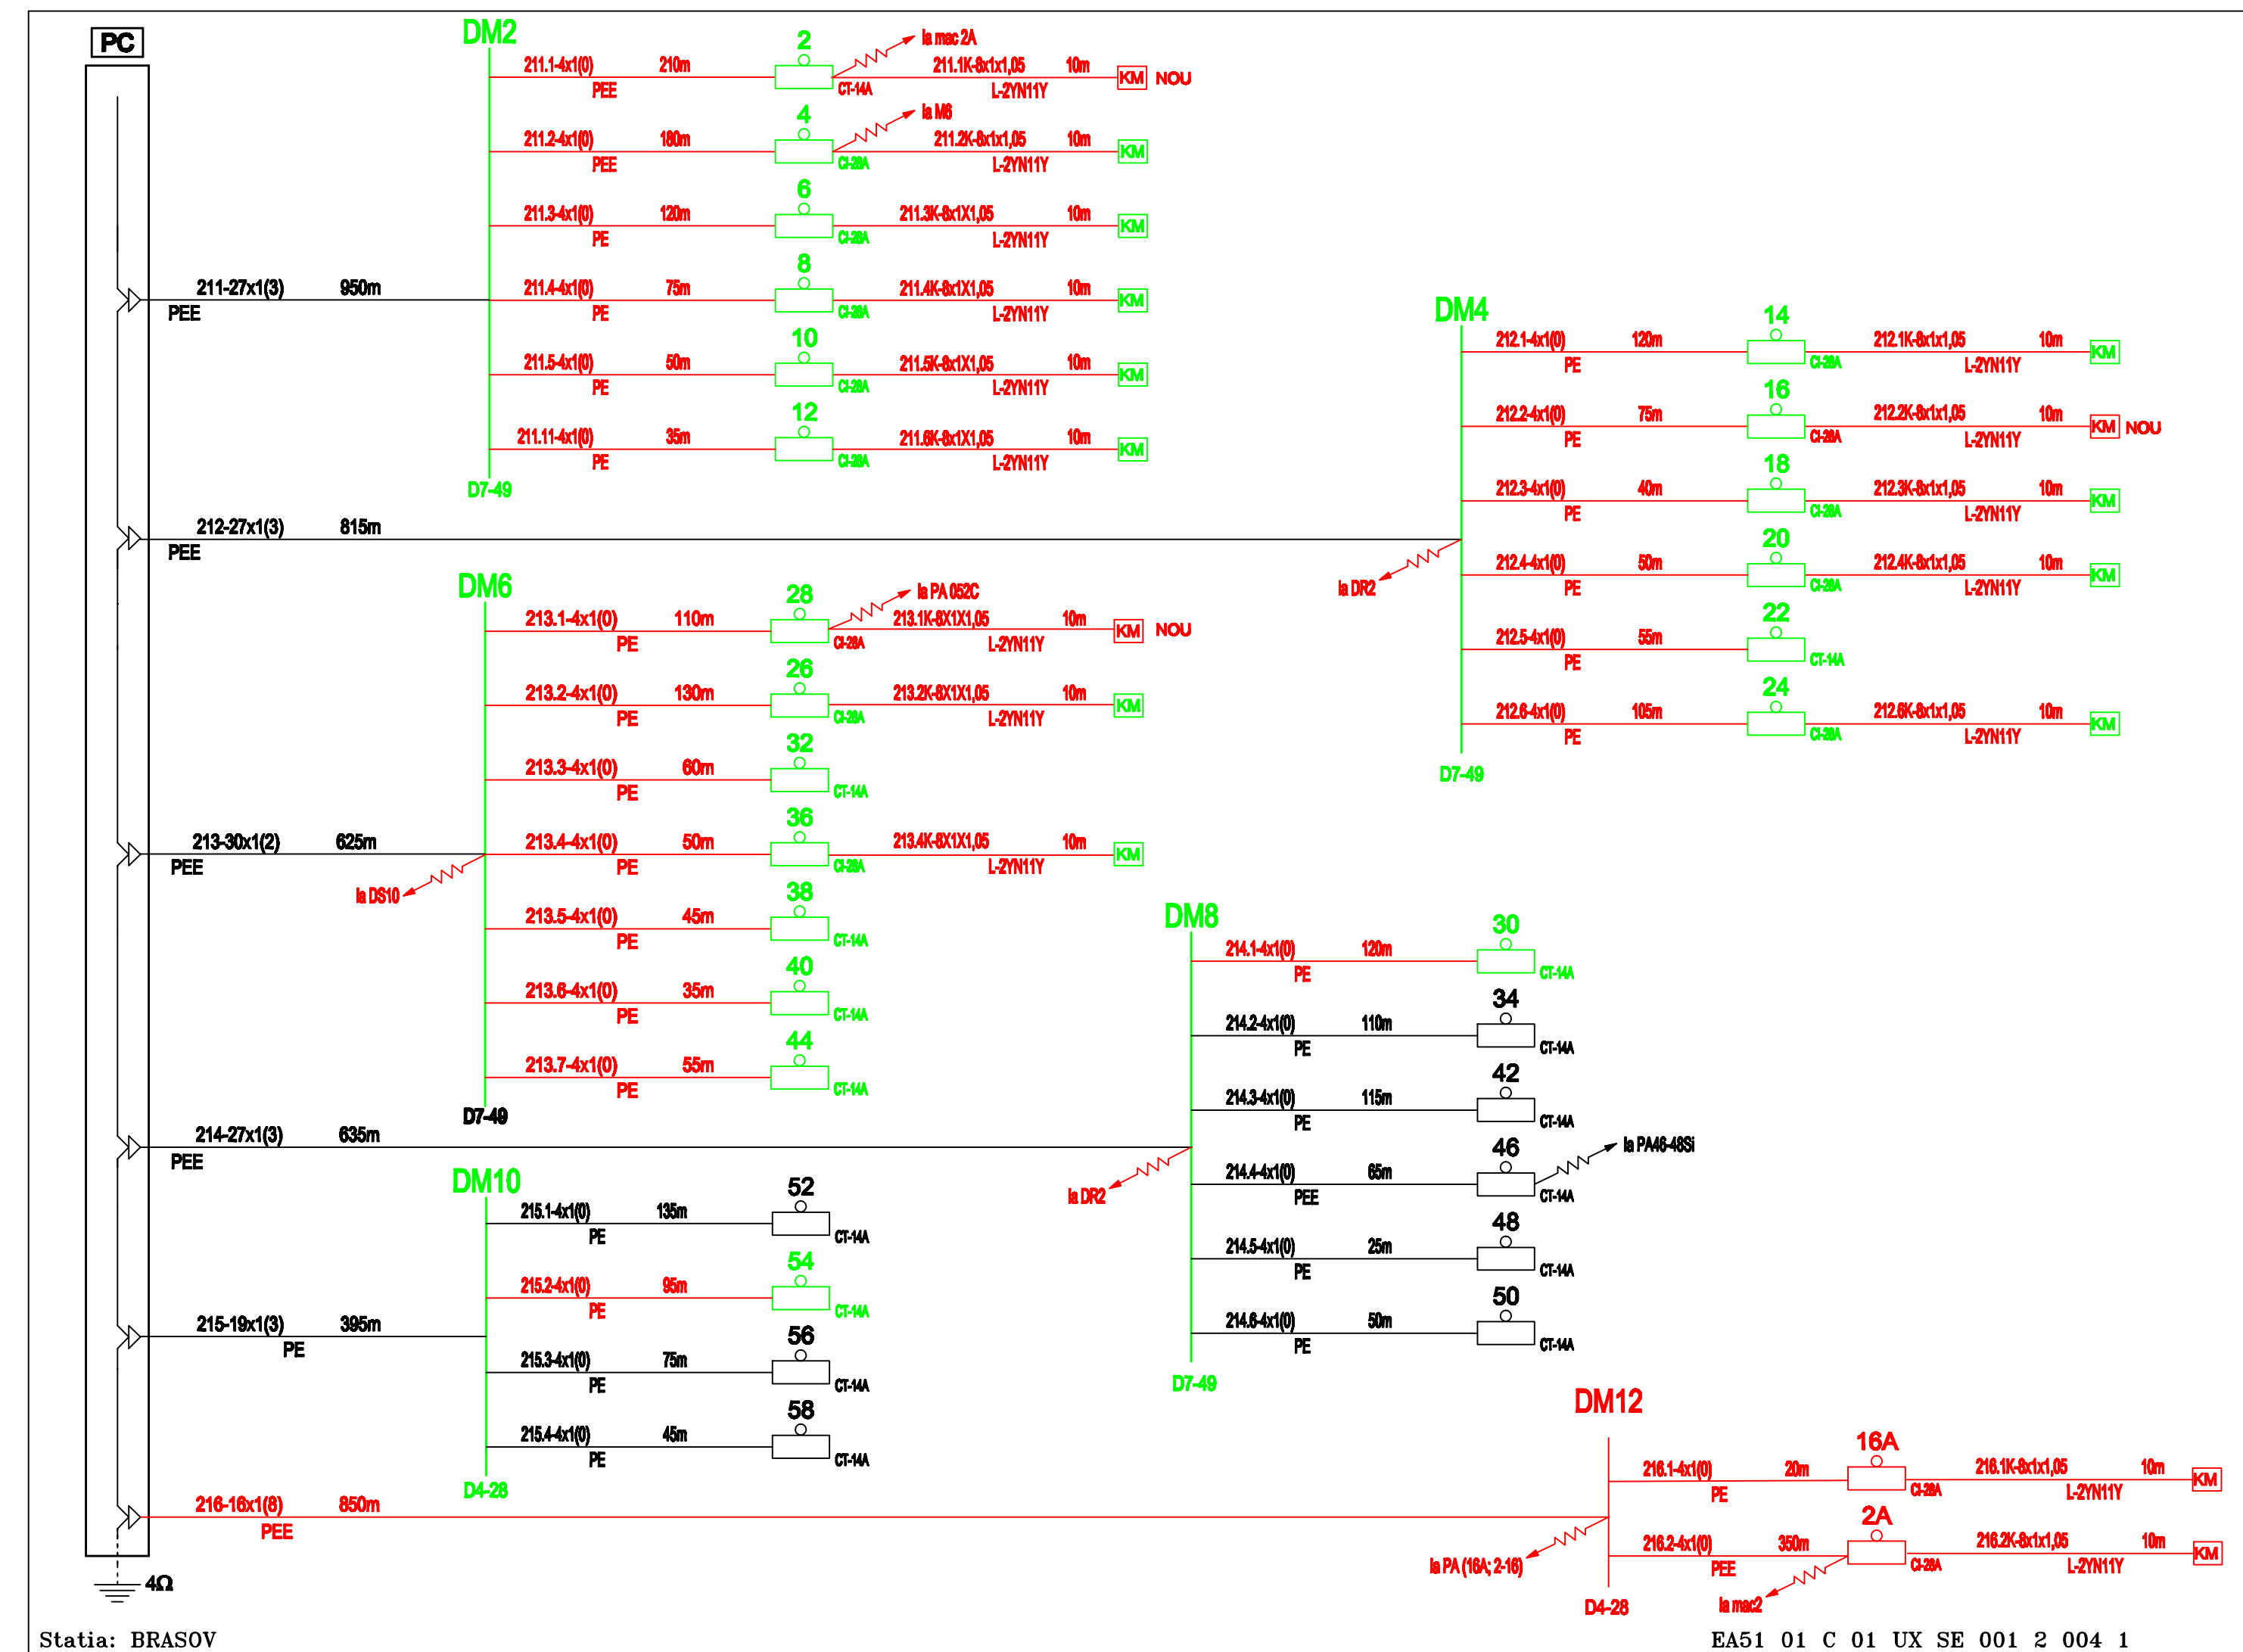 PC
DM2
211.1-4x1(0) 210m
PEE
2
CT-14A
la mac 2A
211.1K-8x1x1,05 10m
L-2YN11Y
KM NOU
211.2-4x1(0) 180m
PEE
4
CI-28A
la M6
211.2K-8x1x1,05 10m
L-2YN11Y
KM
211.3-4x1(0) 120m
PE
6
CI-28A
211.3K-8x1X1,05 10m
L-2YN11Y
KM
211-27x1(3) 950m
PEE
211.4-4x1(0) 75m
PE
8
CI-28A
211.4K-8x1X1,05 10m
L-2YN11Y
KM
211.5-4x1(0) 50m
PE
10
CI-28A
211.5K-8x1X1,05 10m
L-2YN11Y
KM
211.11-4x1(0) 35m
PE
12
CI-28A
211.6K-8x1X1,05 10m
L-2YN11Y
KM
D7-49
212-27x1(3) 815m
PEE
la DR2
DM4
212.1-4x1(0) 120m
PE
14
CI-28A
212.1K-8x1x1,05 10m
L-2YN11Y
KM
212.2-4x1(0) 75m
PE
16
CI-28A
212.2K-8x1x1,05 10m
L-2YN11Y
KM NOU
212.3-4x1(0) 40m
PE
18
CI-28A
212.3K-8x1x1,05 10m
L-2YN11Y
KM
212.4-4x1(0) 50m
PE
20
CI-28A
212.4K-8x1x1,05 10m
L-2YN11Y
KM
212.5-4x1(0) 55m
PE
22
CT-14A
212.6-4x1(0) 105m
PE
24
CI-28A
212.6K-8x1x1,05 10m
L-2YN11Y
KM
D7-49
DM6
213.1-4x1(0) 110m
PE
28
CI-28A
la PA 052C
213.1K-8X1X1,05 10m
L-2YN11Y
KM NOU
213.2-4x1(0) 130m
PE
26
CI-28A
213.2K-8X1X1,05 10m
L-2YN11Y
KM
213.3-4x1(0) 60m
PE
32
CT-14A
213-30x1(2) 625m
PEE
la DS10
213.4-4x1(0) 50m
PE
36
CI-28A
213.4K-8X1X1,05 10m
L-2YN11Y
KM
213.5-4x1(0) 45m
PE
38
CT-14A
213.6-4x1(0) 35m
PE
40
CT-14A
213.7-4x1(0) 55m
PE
44
CT-14A
D7-49
214-27x1(3) 635m
PEE
la DR2
DM8
214.1-4x1(0) 120m
PE
30
CT-14A
214.2-4x1(0) 110m
PE
34
CT-14A
214.3-4x1(0) 115m
PE
42
CT-14A
214.4-4x1(0) 65m
PEE
46
CT-14A
la PA46-48Si
214.5-4x1(0) 25m
PE
48
CT-14A
214.6-4x1(0) 50m
PE
50
CT-14A
D7-49
DM10
215.1-4x1(0) 135m
PE
52
CT-14A
215.2-4x1(0) 95m
PE
54
CT-14A
215-19x1(3) 395m
PE
215.3-4x1(0) 75m
PE
56
CT-14A
215.4-4x1(0) 45m
PE
58
CT-14A
D4-28
216-16x1(8) 850m
PEE
la PA (16A; 2-16)
DM12
216.1-4x1(0) 20m
PE
16A
CI-28A
216.1K-8x1x1,05 10m
L-2YN11Y
KM
216.2-4x1(0) 350m
PEE
2A
CI-28A
la mac2
216.2K-8x1x1,05 10m
L-2YN11Y
KM
D4-28
4Ω
Statia: BRASOV
EA51 01 C 01 UX SE 001 2 004 1